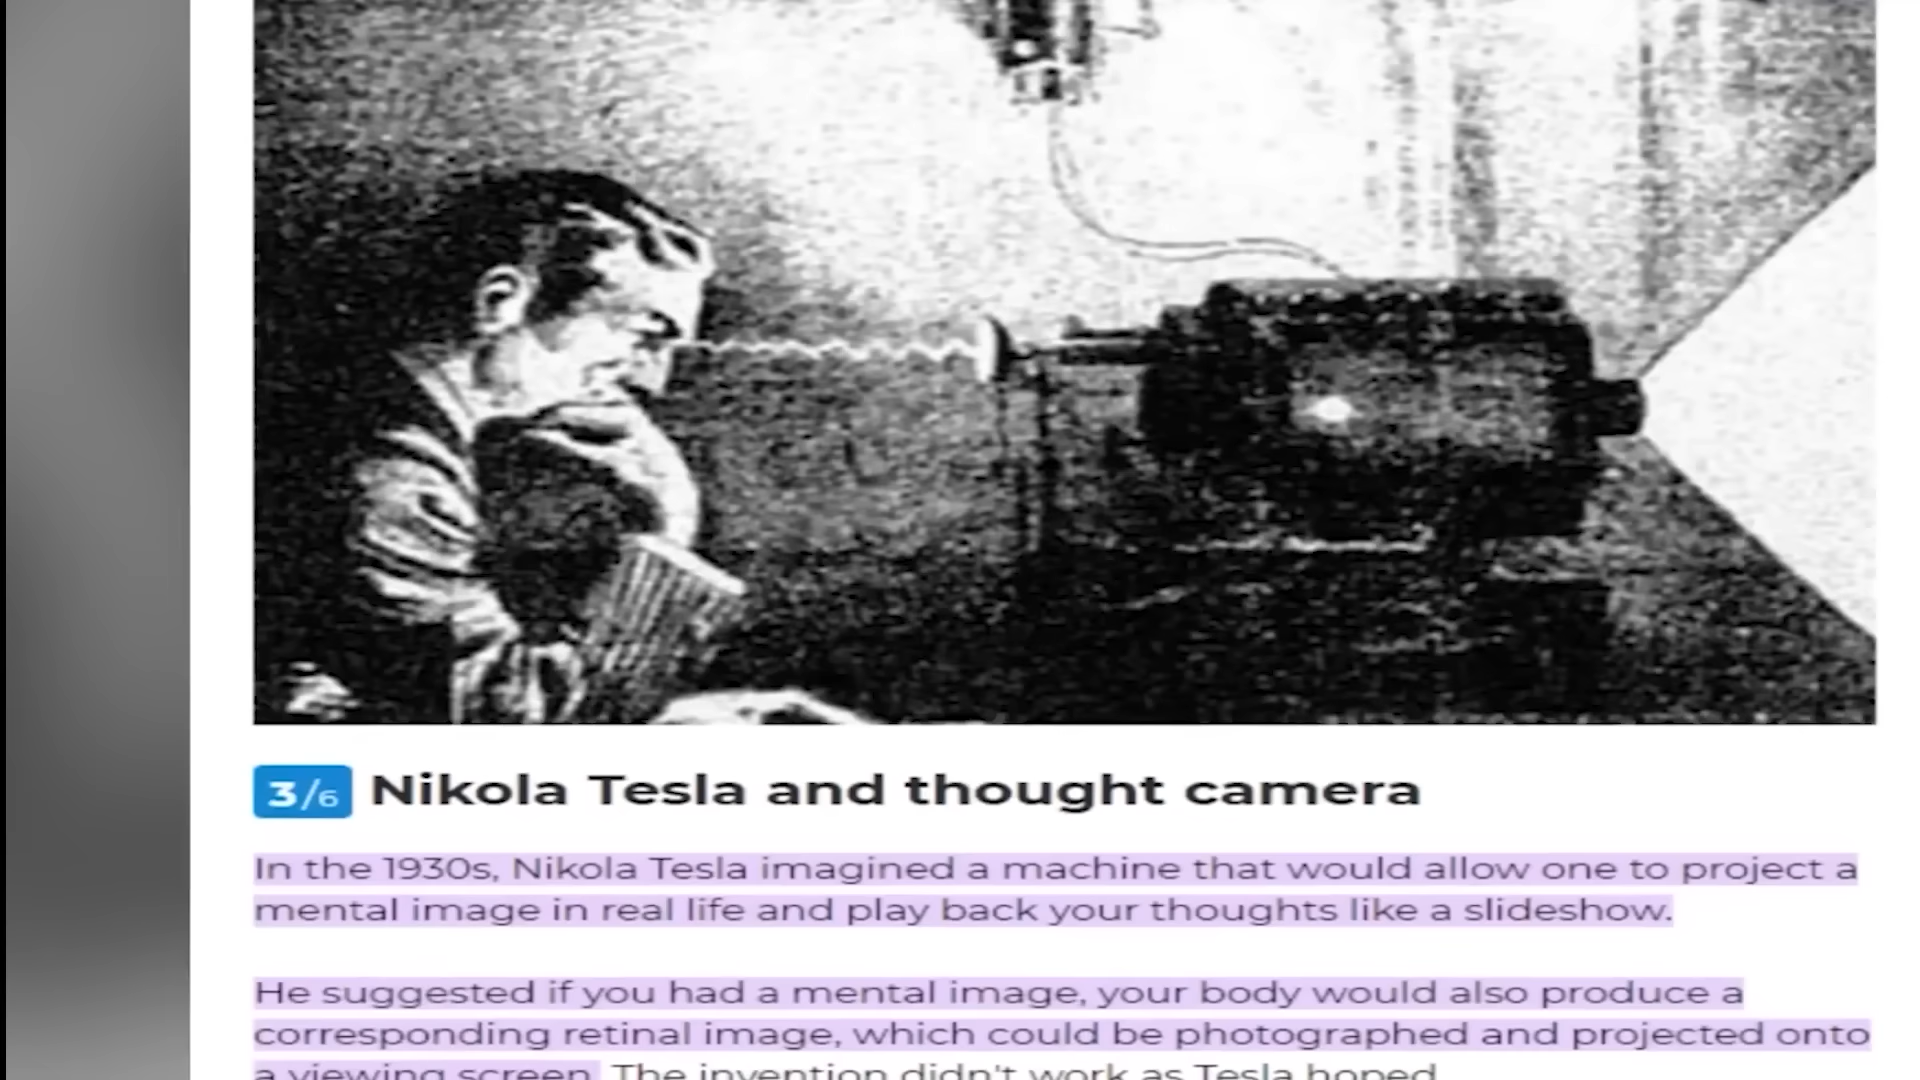 3/6 Nikola Tesla and thought camera
In the 1930s, Nikola Tesla imagined a machine that would allow one to project a
mental image in real life and play back your thoughts like a slideshow.
He suggested if you had a mental image, your body would also produce a
corresponding retinal image, which could be photographed and projected onto
a viewing screen. The invention didn't work as Tesla hoped